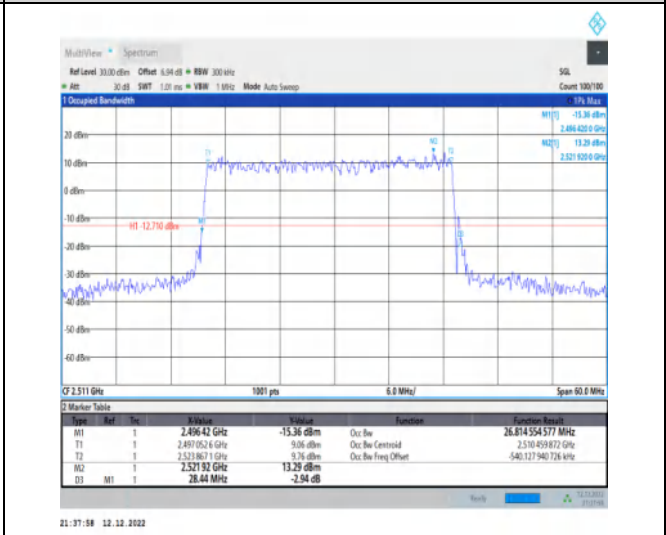 MultiView Spectrum
Ref Level 30.00 dBm Offset 6.94 dB RBW 300 kHz SGL
Att 30 dB SWT 1.01 ms VBW 1 MHz Mode Auto Sweep Count 100/100
1 Occupied Bandwidth 1Pk Max
M1[1] -15.36 dBm
2.496 420 0 GHz
M2[1] 13.29 dBm
2.521 920 0 GHz
20 dBm
M2
T1 T2
10 dBm
0 dBm
-10 dBm
M1
H1 -12.710 dBm
D3
-20 dBm
-30 dBm
-40 dBm
-50 dBm
-60 dBm
CF 2.511 GHz 1001 pts 6.0 MHz/ Span 60.0 MHz
2 Marker Table
Type Ref Trc X-Value Y-Value Function Function Result
M1 1 2.496 42 GHz -15.36 dBm Occ Bw 26.814 554 577 MHz
T1 1 2.497 052 6 GHz 9.06 dBm Occ Bw Centroid 2.510 459 872 GHz
T2 1 2.523 867 1 GHz 9.76 dBm Occ Bw Freq Offset -540.127 940 726 kHz
M2 1 2.521 92 GHz 13.29 dBm
D3 M1 1 28.44 MHz -2.94 dB
Ready 12.12.2022
21:37:58 12.12.2022